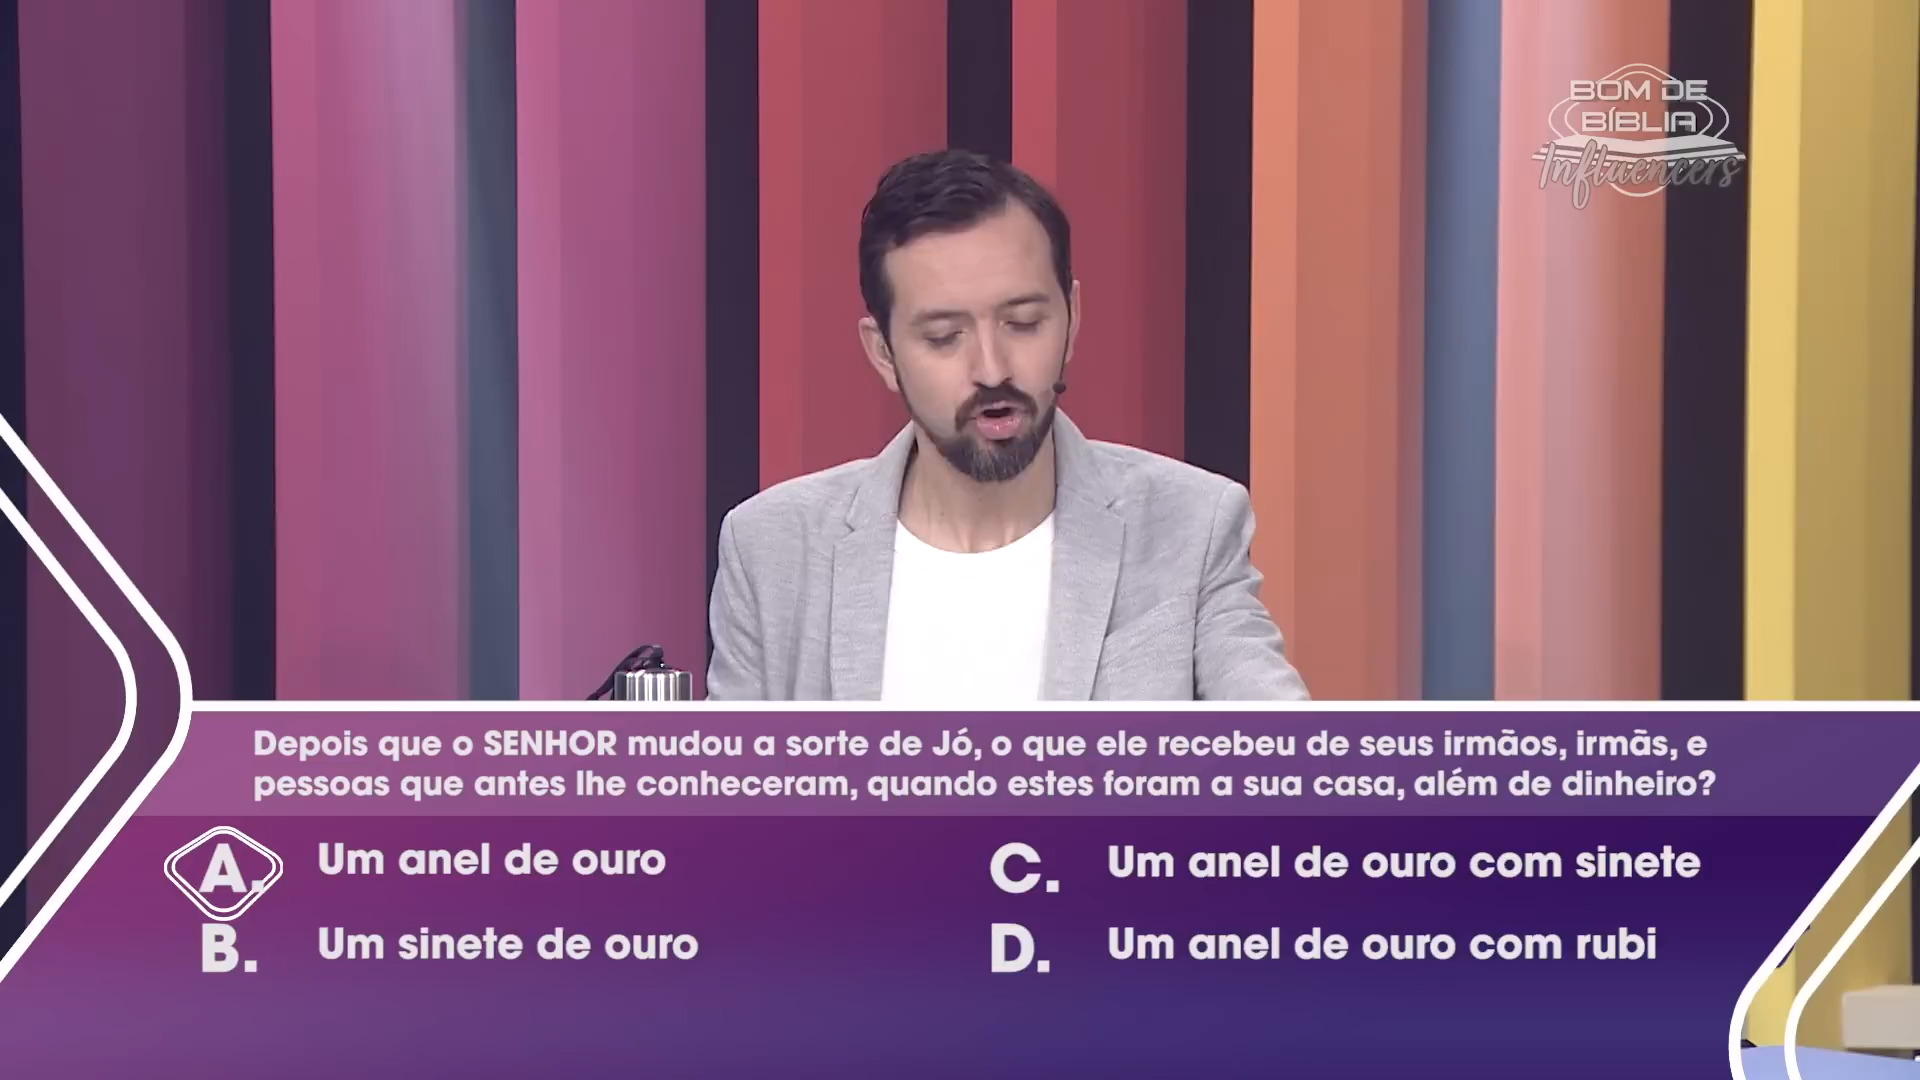 BOM DE
BÍBLIA
Influencers
Depois que o SENHOR mudou a sorte de Jó, o que ele recebeu de seus irmãos, irmãs, e
pessoas que antes lhe conheceram, quando estes foram a sua casa, além de dinheiro?
A. Um anel de ouro
B. Um sinete de ouro
C. Um anel de ouro com sinete
D. Um anel de ouro com rubi